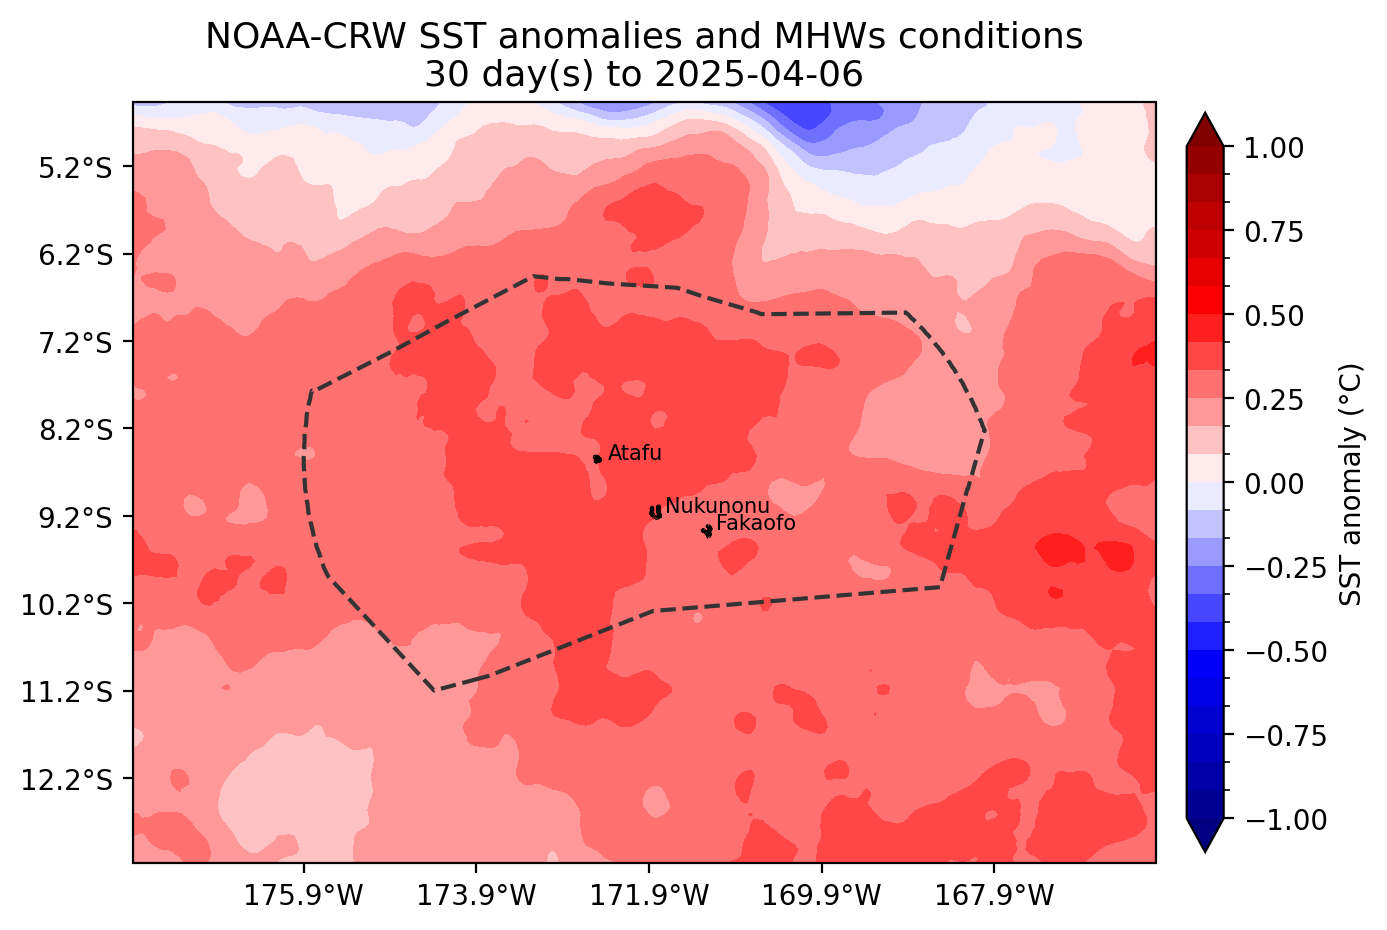 NOAA-CRW SST anomalies and MHWs conditions
30 day(s) to 2025-04-06
5.2°S
6.2°S
7.2°S
8.2°S
9.2°S
10.2°S
11.2°S
12.2°S
Atafu
Nukunonu
Fakaofo
175.9°W
173.9°W
171.9°W
169.9°W
167.9°W
1.00
0.75
0.50
0.25
0.00
−0.25
−0.50
−0.75
−1.00
SST anomaly (°C)